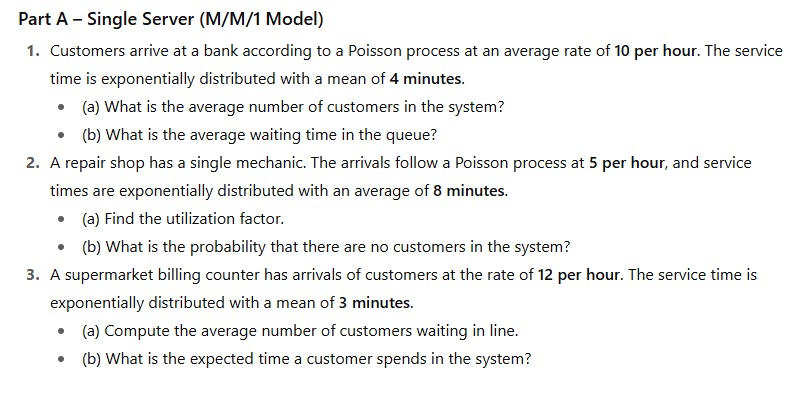 Part A – Single Server (M/M/1 Model)
1. Customers arrive at a bank according to a Poisson process at an average rate of 10 per hour. The service
time is exponentially distributed with a mean of 4 minutes.
• (a) What is the average number of customers in the system?
• (b) What is the average waiting time in the queue?
2. A repair shop has a single mechanic. The arrivals follow a Poisson process at 5 per hour, and service
times are exponentially distributed with an average of 8 minutes.
• (a) Find the utilization factor.
• (b) What is the probability that there are no customers in the system?
3. A supermarket billing counter has arrivals of customers at the rate of 12 per hour. The service time is
exponentially distributed with a mean of 3 minutes.
• (a) Compute the average number of customers waiting in line.
• (b) What is the expected time a customer spends in the system?